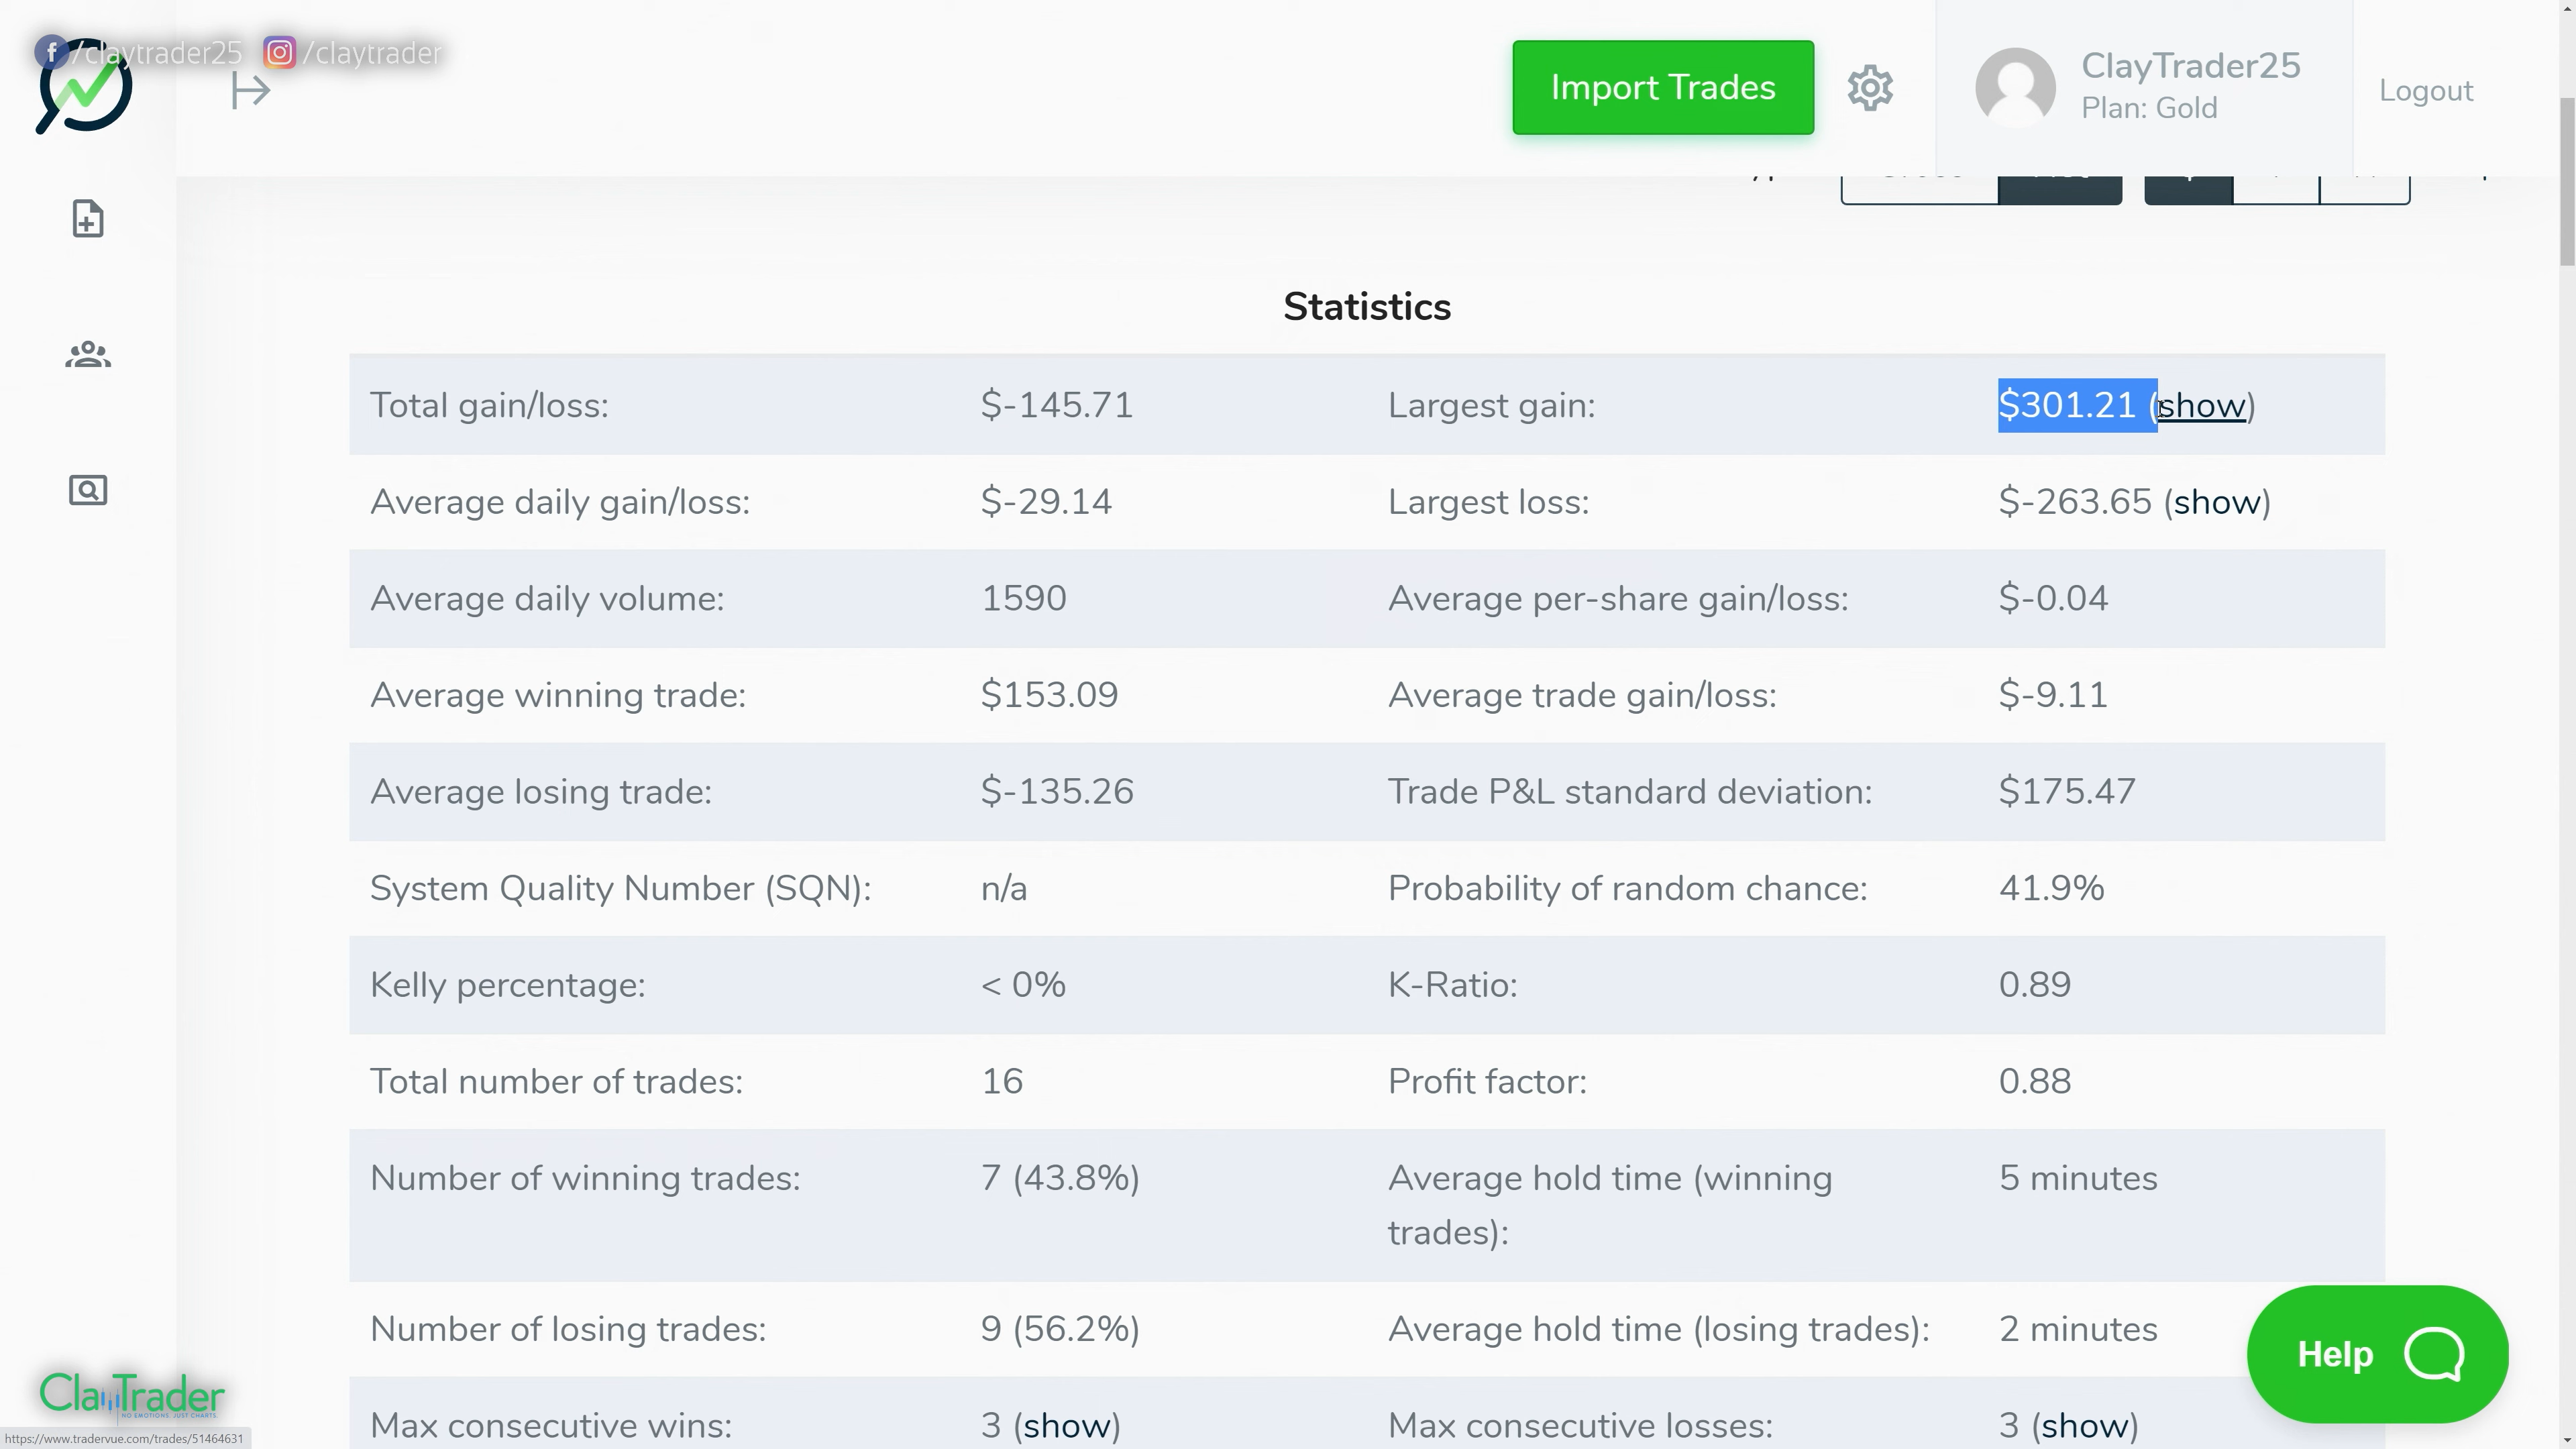 /claytrader25 /claytrader
Import Trades
ClayTrader25
Plan: Gold
Logout
Statistics
Total gain/loss: $-145.71 Largest gain: $301.21 (show)
Average daily gain/loss: $-29.14 Largest loss: $-263.65 (show)
Average daily volume: 1590 Average per-share gain/loss: $-0.04
Average winning trade: $153.09 Average trade gain/loss: $-9.11
Average losing trade: $-135.26 Trade P&L standard deviation: $175.47
System Quality Number (SQN): n/a Probability of random chance: 41.9%
Kelly percentage: < 0% K-Ratio: 0.89
Total number of trades: 16 Profit factor: 0.88
Number of winning trades: 7 (43.8%) Average hold time (winning
trades): 5 minutes
Number of losing trades: 9 (56.2%) Average hold time (losing trades): 2 minutes
Help
Max consecutive wins: 3 (show) Max consecutive losses: 3 (show)
ClayTrader
NO EMOTIONS. JUST CHARTS.
https://www.tradervue.com/trades/51464631